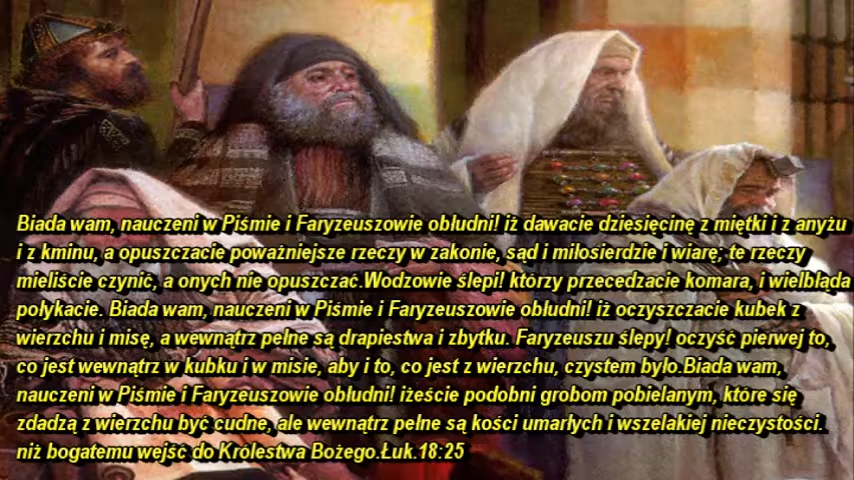 Biada wam, nauczeni w Piśmie i Faryzeuszowie obłudni! iż dawacie dziesięcinę z miętki i z anyżu
i z kminu, a opuszczacie poważniejsze rzeczy w zakonie, sąd i miłosierdzie i wiarę; te rzeczy
mieliście czynić, a onych nie opuszczać.Wodzowie ślepi! którzy przecedzacie komara, i wielbłąda
połykacie. Biada wam, nauczeni w Piśmie i Faryzeuszowie obłudni! iż oczyszczacie kubek z
wierzchu i misę, a wewnątrz pełne są drapiestwa i zbytku. Faryzeuszu ślepy! oczyść pierwej to,
co jest wewnątrz w kubku i w misie, aby i to, co jest z wierzchu, czystem było.Biada wam,
nauczeni w Piśmie i Faryzeuszowie obłudni! iżeście podobni grobom pobielanym, które się
zdadzą z wierzchu być cudne, ale wewnątrz pełne są kości umarłych i wszelakiej nieczystości.
niż bogatemu wejść do Królestwa Bożego.Łuk.18:25